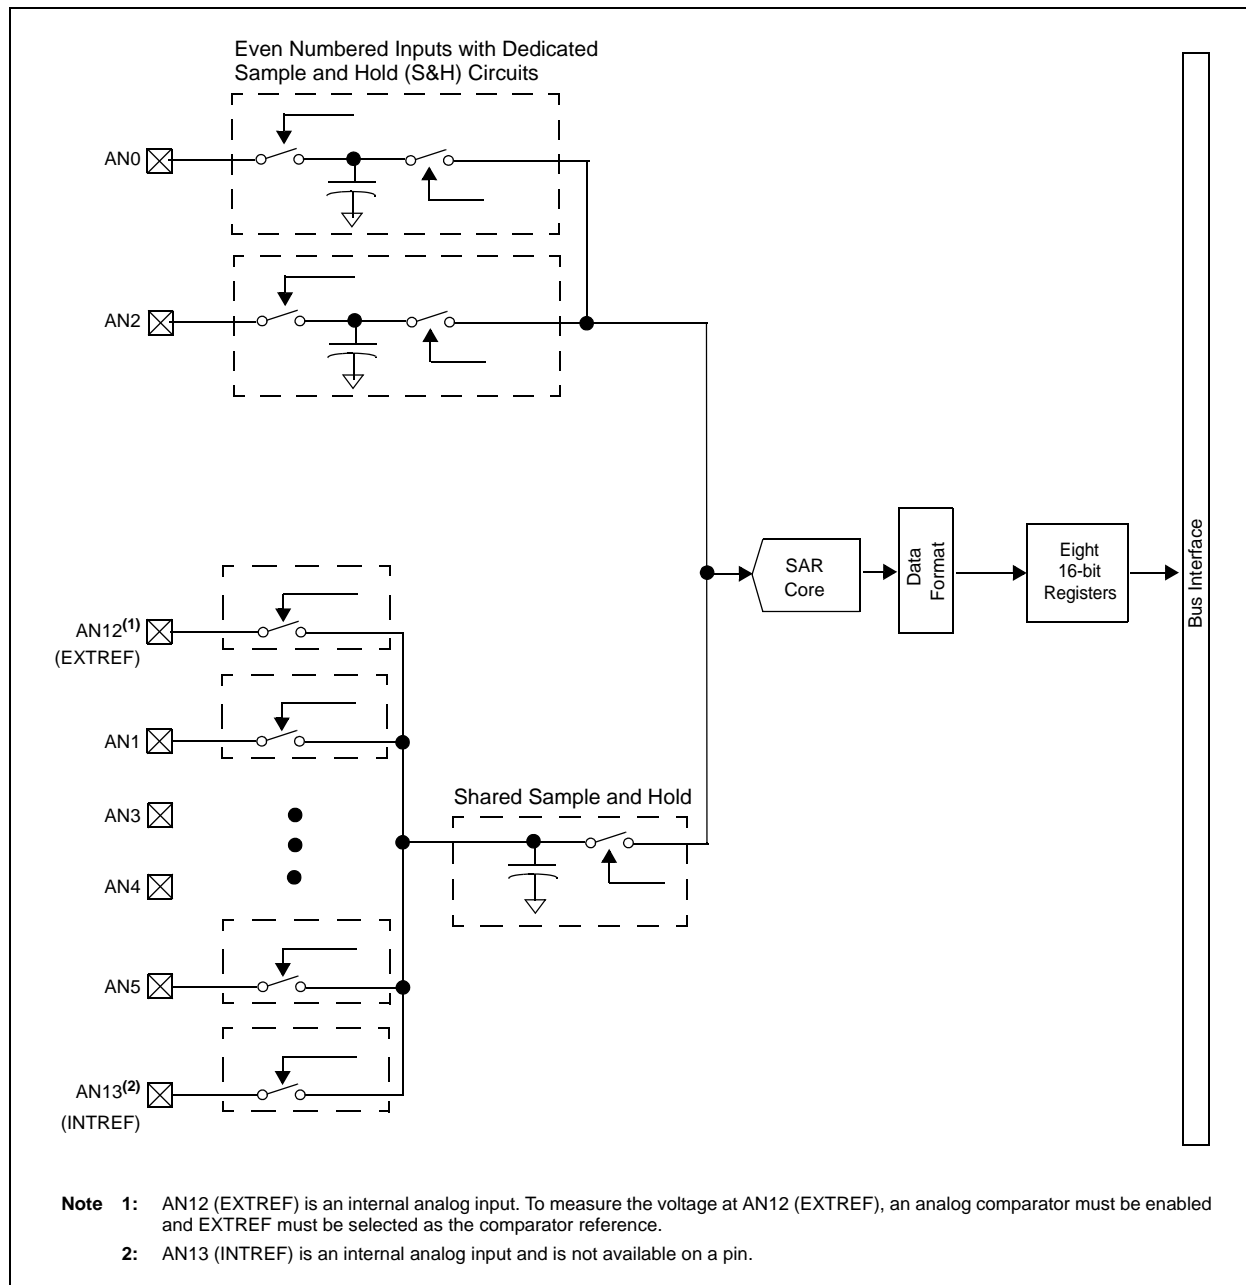 Even Numbered Inputs with Dedicated
Sample and Hold (S&H) Circuits
AN0
AN2
SAR
Core
Data
Format
Eight
16-bit
Registers
Bus Interface
AN12(1)
(EXTREF)
AN1
AN3
AN4
Shared Sample and Hold
AN5
AN13(2)
(INTREF)
Note 1: AN12 (EXTREF) is an internal analog input. To measure the voltage at AN12 (EXTREF), an analog comparator must be enabled
and EXTREF must be selected as the comparator reference.
2: AN13 (INTREF) is an internal analog input and is not available on a pin.